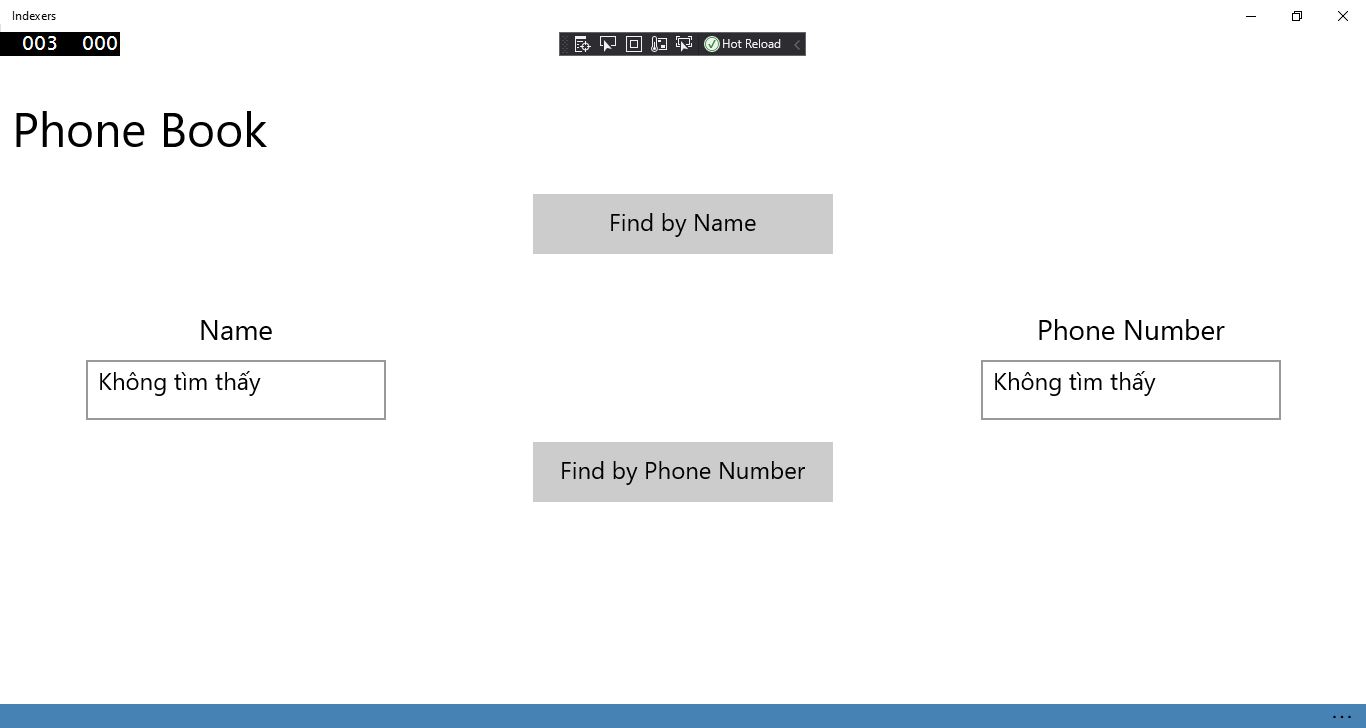 Indexers
003 000
Hot Reload
Phone Book
Find by Name
Name
Phone Number
Không tìm thấy
Không tìm thấy
Find by Phone Number